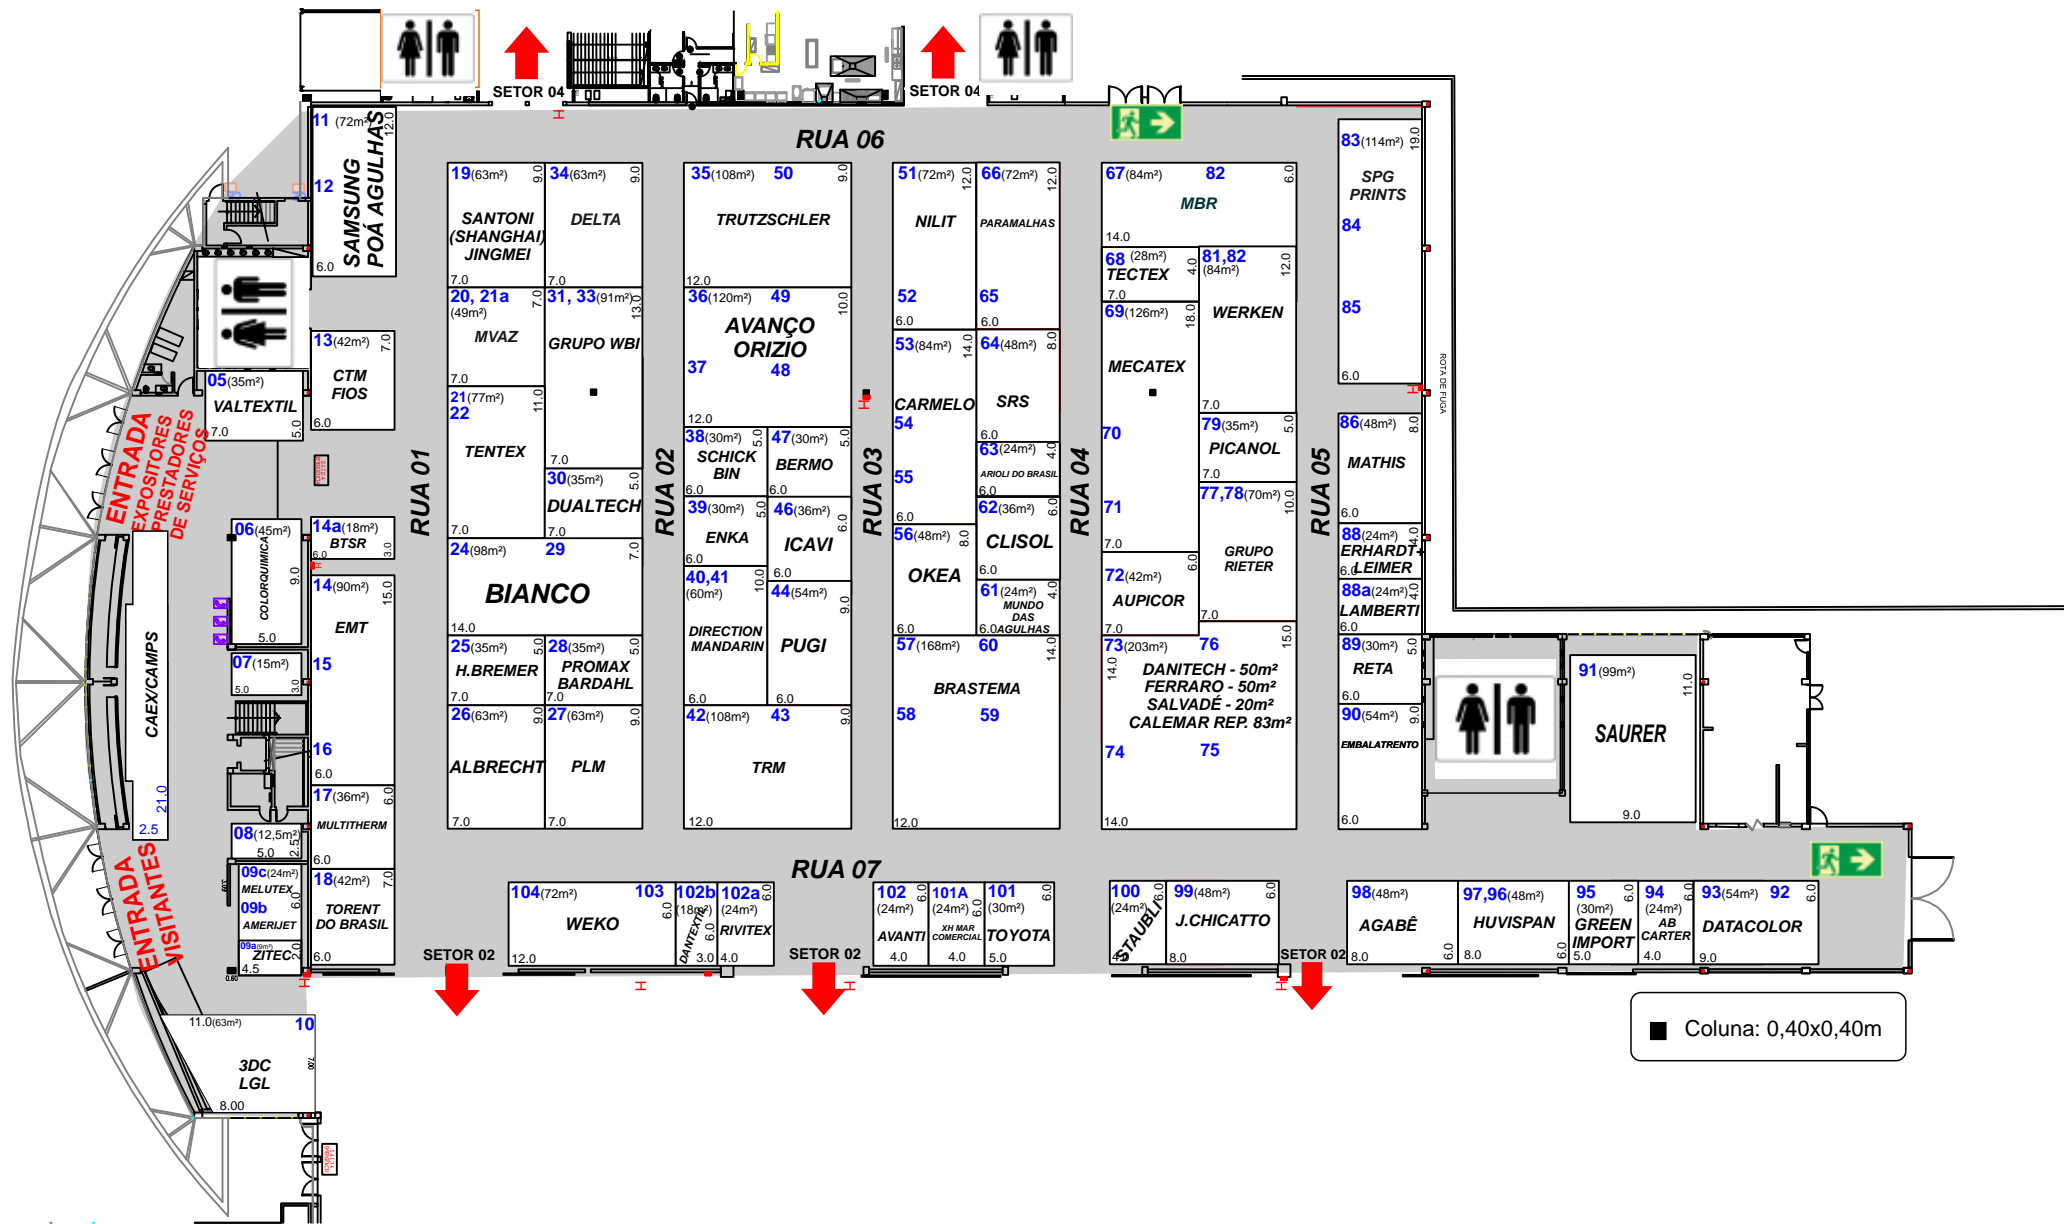 SETOR 04
SETOR 04
RUA 06
11 (72m²) 12.0
12
SAMSUNG
POÁ AGULHAS
6.0
19(63m²) 9.0
SANTONI
(SHANGHAI)
JINGMEI
7.0
34(63m²) 9.0
DELTA
7.0
35(108m²) 50 9.0
TRUTZSCHLER
12.0
51(72m²) 12.0
NILIT
52
6.0
66(72m²) 12.0
PARAMALHAS
65
6.0
67(84m²) 82 6.0
MBR
14.0
83(114m²) 19.0
SPG
PRINTS
84
85
6.0
68 (28m²) 4.0
TECTEX
7.0
81,82
(84m²) 12.0
WERKEN
7.0
20, 21a 7.0
(49m²)
MVAZ
7.0
31, 33(91m²) 13.0
GRUPO WBI
7.0
36(120m²) 49 10.0
AVANÇO
ORIZIO
37 48
12.0
53(84m²) 14.0
CARMELO
54
55
6.0
64(48m²) 8.0
SRS
6.0
69(126m²) 18.0
MECATEX
70
71
7.0
13(42m²) 7.0
CTM
FIOS
6.0
05(35m²)
VALTEXTIL
7.0 5.0
ROTA DE FUGA
ENTRADA
EXPOSITORES
PRESTADORES
DE SERVIÇOS
21(77m²) 11.0
22
TENTEX
7.0
RUA 01
RUA 02
RUA 03
RUA 04
RUA 05
30(35m²) 5.0
DUALTECH
7.0
38(30m²) 5.0
SCHICK
BIN
6.0
47(30m²) 5.0
BERMO
6.0
63(24m²) 4.0
ARIOLI DO BRASIL
6.0
79(35m²) 5.0
PICANOL
7.0
86(48m²) 8.0
MATHIS
6.0
39(30m²) 5.0
ENKA
6.0
46(36m²) 6.0
ICAVI
6.0
62(36m²) 6.0
CLISOL
6.0
77,78(70m²) 10.0
GRUPO
RIETER
7.0
06(45m²)
COLORQUIMICA
9.0
5.0
14a(18m²)
BTSR
6.0 3.0
24(98m²) 29 7.0
BIANCO
14.0
56(48m²) 8.0
OKEA
6.0
88(24m²) 4.0
ERHARDT+
LEIMER
6.0
14(90m²) 15.0
EMT
15
16
6.0
40,41 10.0
(60m²)
DIRECTION
MANDARIN
6.0
44(54m²) 9.0
PUGI
6.0
61(24m²) 4.0
MUNDO
DAS
AGULHAS
6.0
72(42m²) 6.0
AUPICOR
7.0
88a(24m²) 4.0
LAMBERTI
6.0
CAEX/CAMPS
21.0
2.5
07(15m²)
5.0 3.0
25(35m²) 5.0
H.BREMER
7.0
28(35m²) 5.0
PROMAX
BARDAHL
7.0
57(168m²) 60 14.0
BRASTEMA
58 59
12.0
73(203m²) 76 15.0
14.0
DANITECH - 50m²
FERRARO - 50m²
SALVADÉ - 20m²
CALEMAR REP. 83m²
74 75
14.0
89(30m²) 5.0
RETA
6.0
91(99m²) 11.0
SAURER
9.0
26(63m²) 9.0
ALBRECHT
7.0
27(63m²) 9.0
PLM
7.0
42(108m²) 43 9.0
TRM
12.0
90(54m²) 9.0
EMBALATRENTO
6.0
17(36m²) 6.0
MULTITHERM
6.0
08(12,5m²)
5.0 2.5
ENTRADA
VISITANTES
09c(24m²)
MELUTEX
09b 6.0
AMERIJET
09a(9m²)
ZITEC 2.0
4.5
0.60
18(42m²) 7.0
TORENT
DO BRASIL
6.0
RUA 07
104(72m²) 103 6.0
WEKO
12.0
102b
(18m²) 6.0
DANTEXTIL
3.0
102a 6.0
(24m²)
RIVITEX
4.0
102 6.0
(24m²)
AVANTI
4.0
101A
(24m²) 6.0
XH MAR
COMERCIAL
4.0
101 6.0
(30m²)
TOYOTA
5.0
100 6.0
(24m²)
STAUBLI
99(48m²) 6.0
J.CHICATTO
8.0
98(48m²)
AGABÊ
8.0 6.0
97,96(48m²)
HUVISPAN
8.0 6.0
95 6.0
(30m²)
GREEN
IMPORT
5.0
94 6.0
(24m²)
AB
CARTER
4.0
93(54m²) 92 6.0
DATACOLOR
9.0
SETOR 02
SETOR 02
SETOR 02
11.0(63m²) 10
3DC
LGL
7.00
8.00
Coluna: 0,40x0,40m